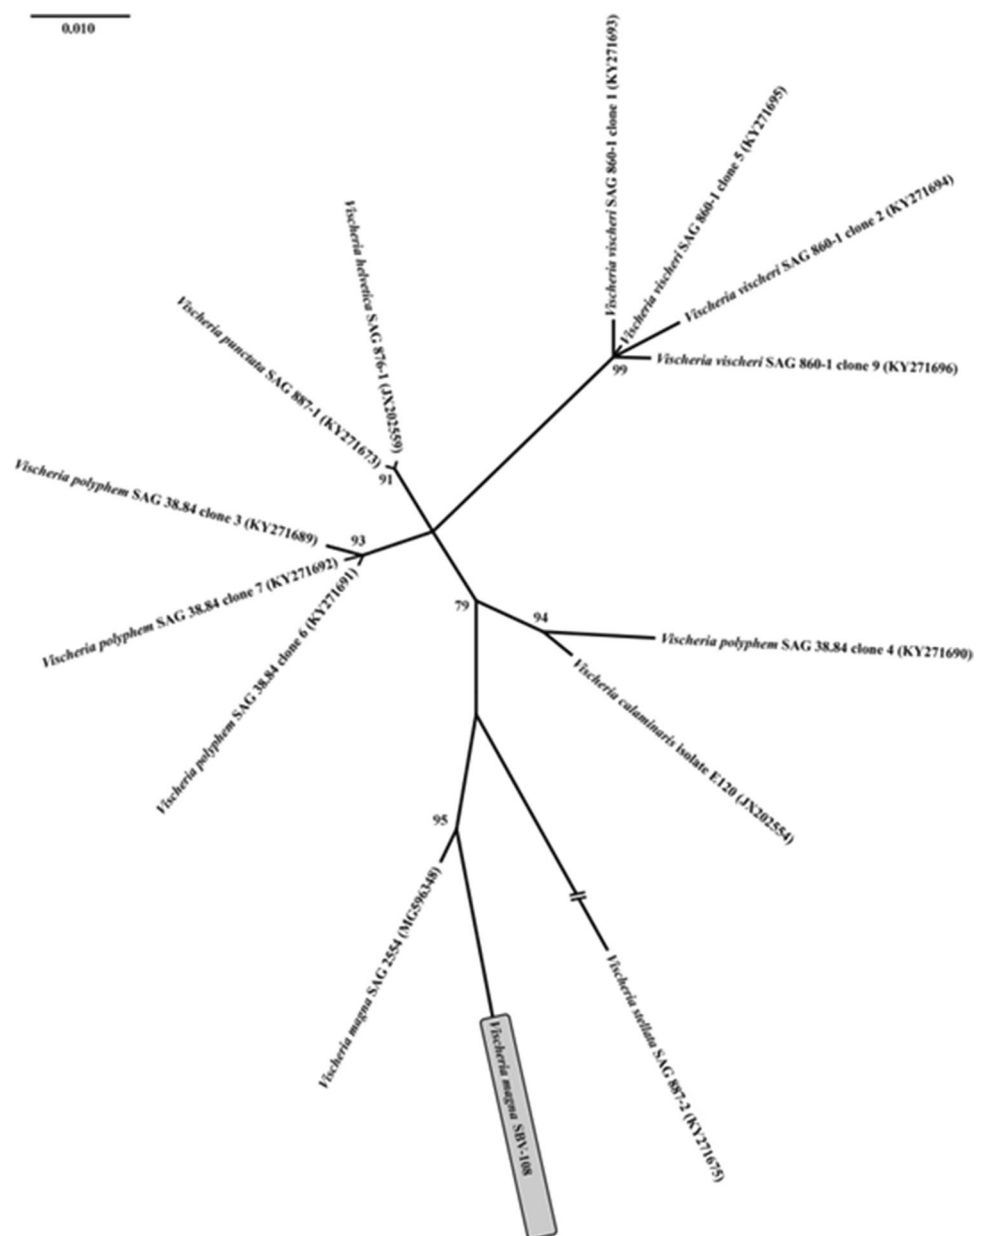 0.010
Vischeria vischeri SAG 860-1 clone 1 (KY271693)
Vischeria vischeri SAG 860-1 clone 5 (KY271695)
Vischeria vischeri SAG 860-1 clone 2 (KY271694)
Vischeria vischeri SAG 860-1 clone 9 (KY271696)
99
Vischeria helvetica SAG 876-1 (JX202559)
Vischeria punctata SAG 887-1 (KY271673)
91
Vischeria polyphem SAG 38.84 clone 3 (KY271689)
93
Vischeria polyphem SAG 38.84 clone 7 (KY271692)
Vischeria polyphem SAG 38.84 clone 6 (KY271691)
79
94
Vischeria polyphem SAG 38.84 clone 4 (KY271690)
Vischeria calaminaris isolate E120 (JX202554)
95
Vischeria magna SAG 2554 (MG596348)
Vischeria magna SBV-108
Vischeria stellata SAG 887-2 (KY271675)